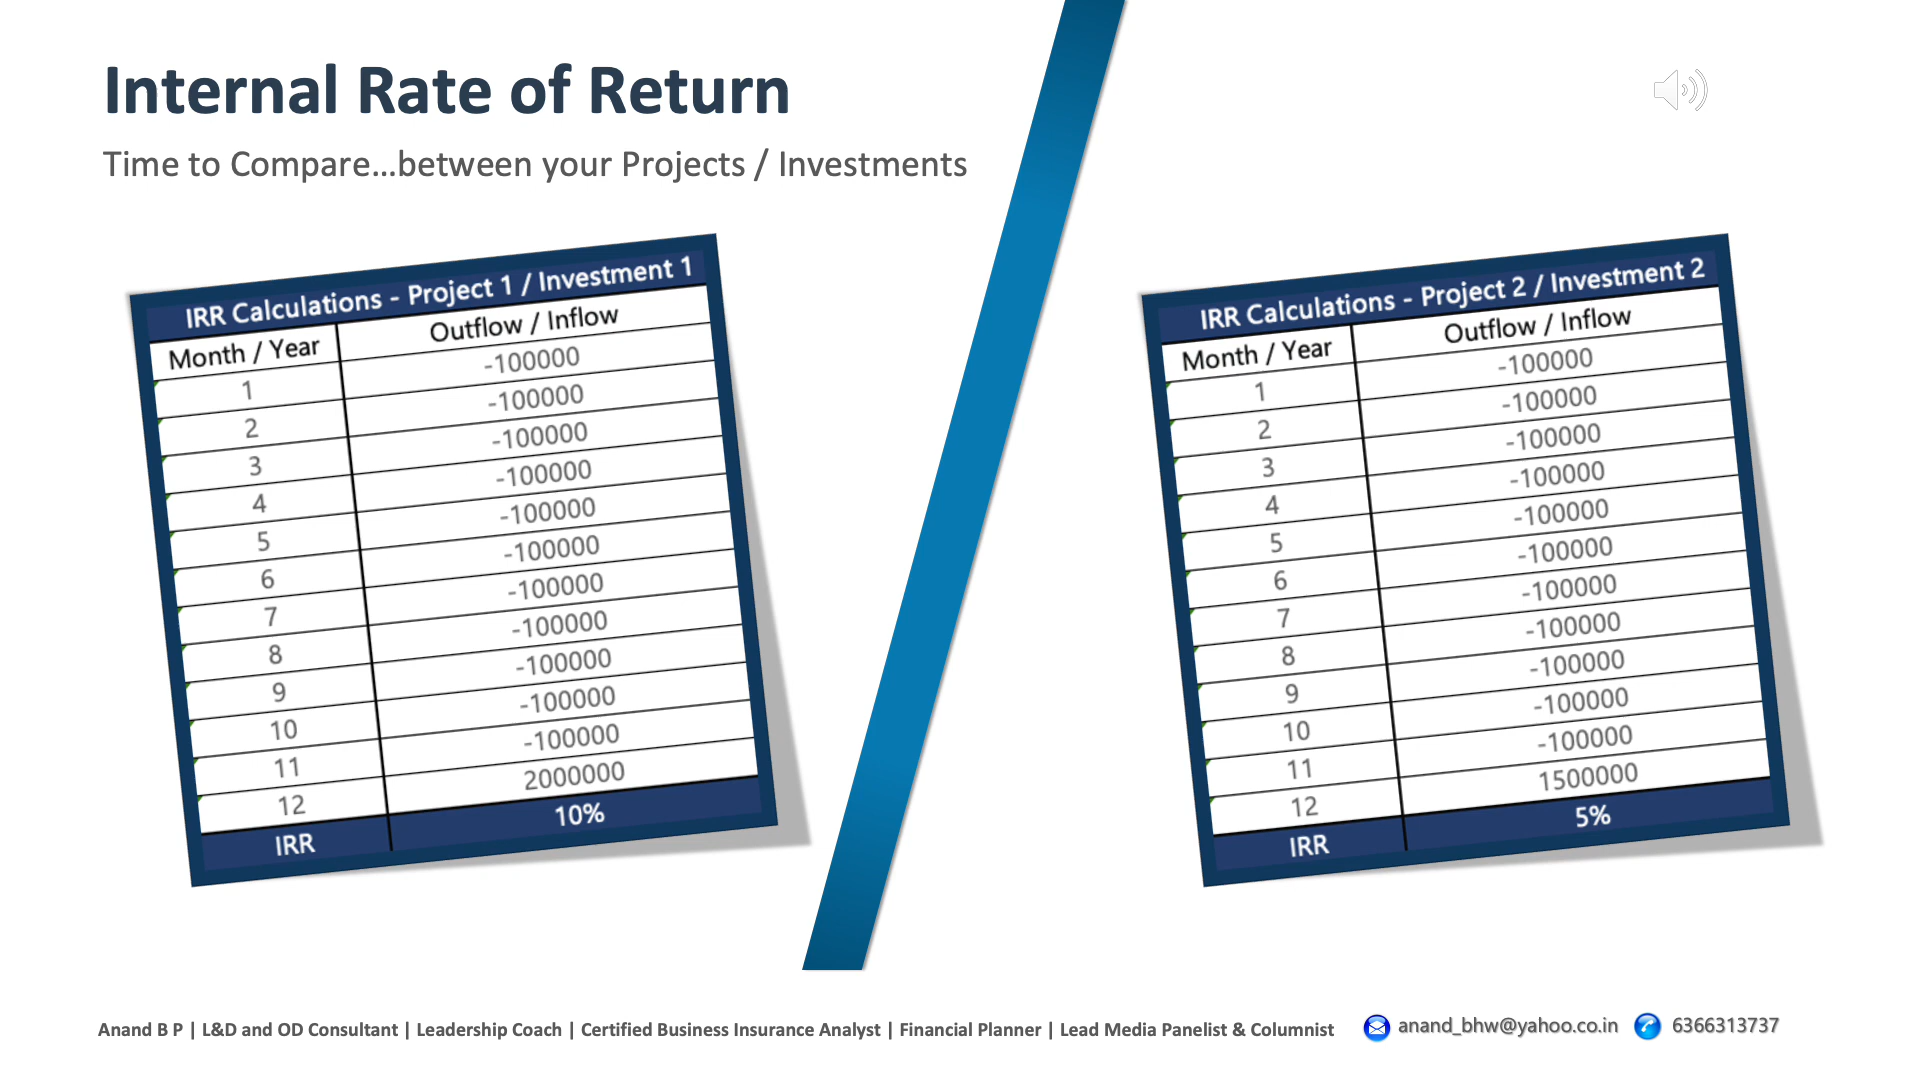 Internal Rate of Return
Time to Compare...between your Projects / Investments
IRR Calculations - Project 1 / Investment 1
Month / Year Outflow / Inflow
1 -100000
2 -100000
3 -100000
4 -100000
5 -100000
6 -100000
7 -100000
8 -100000
9 -100000
10 -100000
11 -100000
12 2000000
IRR 10%
IRR Calculations - Project 2 / Investment 2
Month / Year Outflow / Inflow
1 -100000
2 -100000
3 -100000
4 -100000
5 -100000
6 -100000
7 -100000
8 -100000
9 -100000
10 -100000
11 -100000
12 1500000
IRR 5%
Anand B P | L&D and OD Consultant | Leadership Coach | Certified Business Insurance Analyst | Financial Planner | Lead Media Panelist & Columnist anand_bhw@yahoo.co.in 6366313737